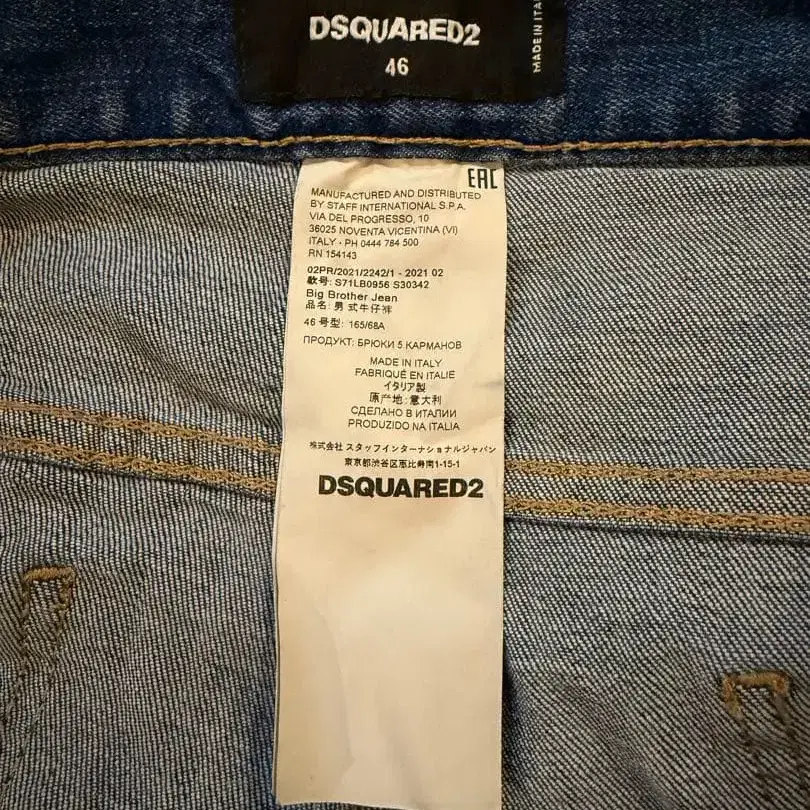 DSQUARED2
46
MADE IN ITA
EAC
MANUFACTURED AND DISTRIBUTED
BY STAFF INTERNATIONAL S.P.A.
VIA DEL PROGRESSO, 10
36025 NOVENTA VICENTINA (VI)
ITALY - PH 0444 784 500
RN 154143
02PR/2021/2242/1 - 2021 02
款号: S71LB0956 S30342
Big Brother Jean
品名: 男式牛仔裤
46 号型: 165/68A
ПРОДУКТ: БРЮКИ 5 КАРМАНОВ
MADE IN ITALY
FABRIQUÉ EN ITALIE
イタリア製
原产地: 意大利
СДЕЛАНО В ИТАЛИИ
PRODUZIDO NA ITALIA
株式会社 スタッフインターナショナルジャパン
東京都渋谷区恵比寿南1-15-1
DSQUARED2